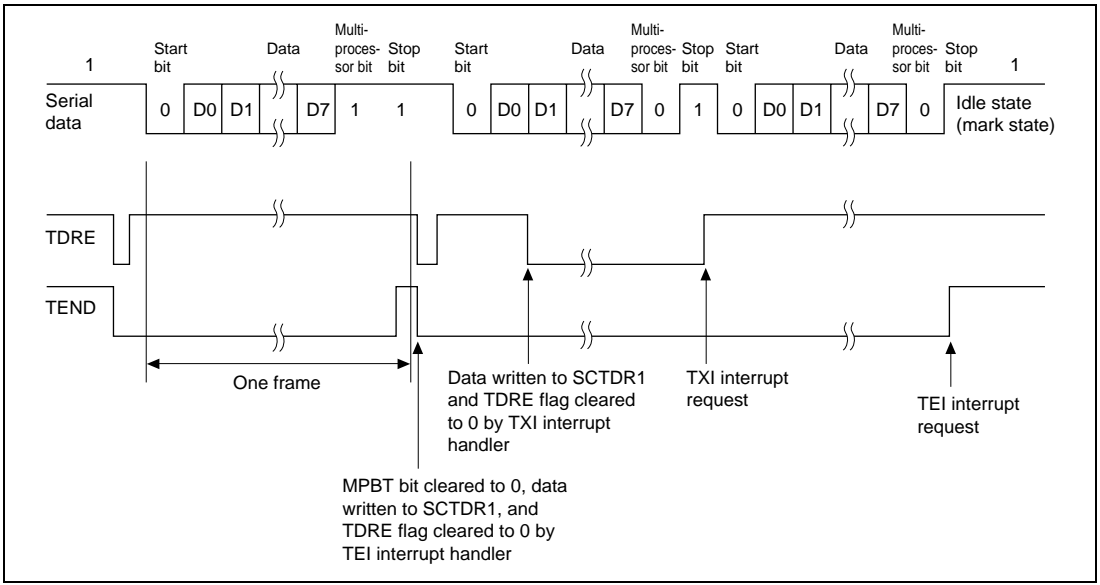 Multi-
Multi-
Multi-
Start
Data
proces-
Stop
Start
Data
proces-
Stop
Start
Data
proces-
Stop
1
bit
sor bit
bit
bit
sor bit
bit
bit
sor bit
bit
1
Serial
data
0
D0
D1
D7
1
1
0
D0
D1
D7
0
1
0
D0
D1
D7
0
Idle state
(mark state)
TDRE
TEND
One frame
Data written to SCTDR1
and TDRE flag cleared
to 0 by TXI interrupt
handler
TXI interrupt
request
TEI interrupt
request
MPBT bit cleared to 0, data
written to SCTDR1, and
TDRE flag cleared to 0 by
TEI interrupt handler